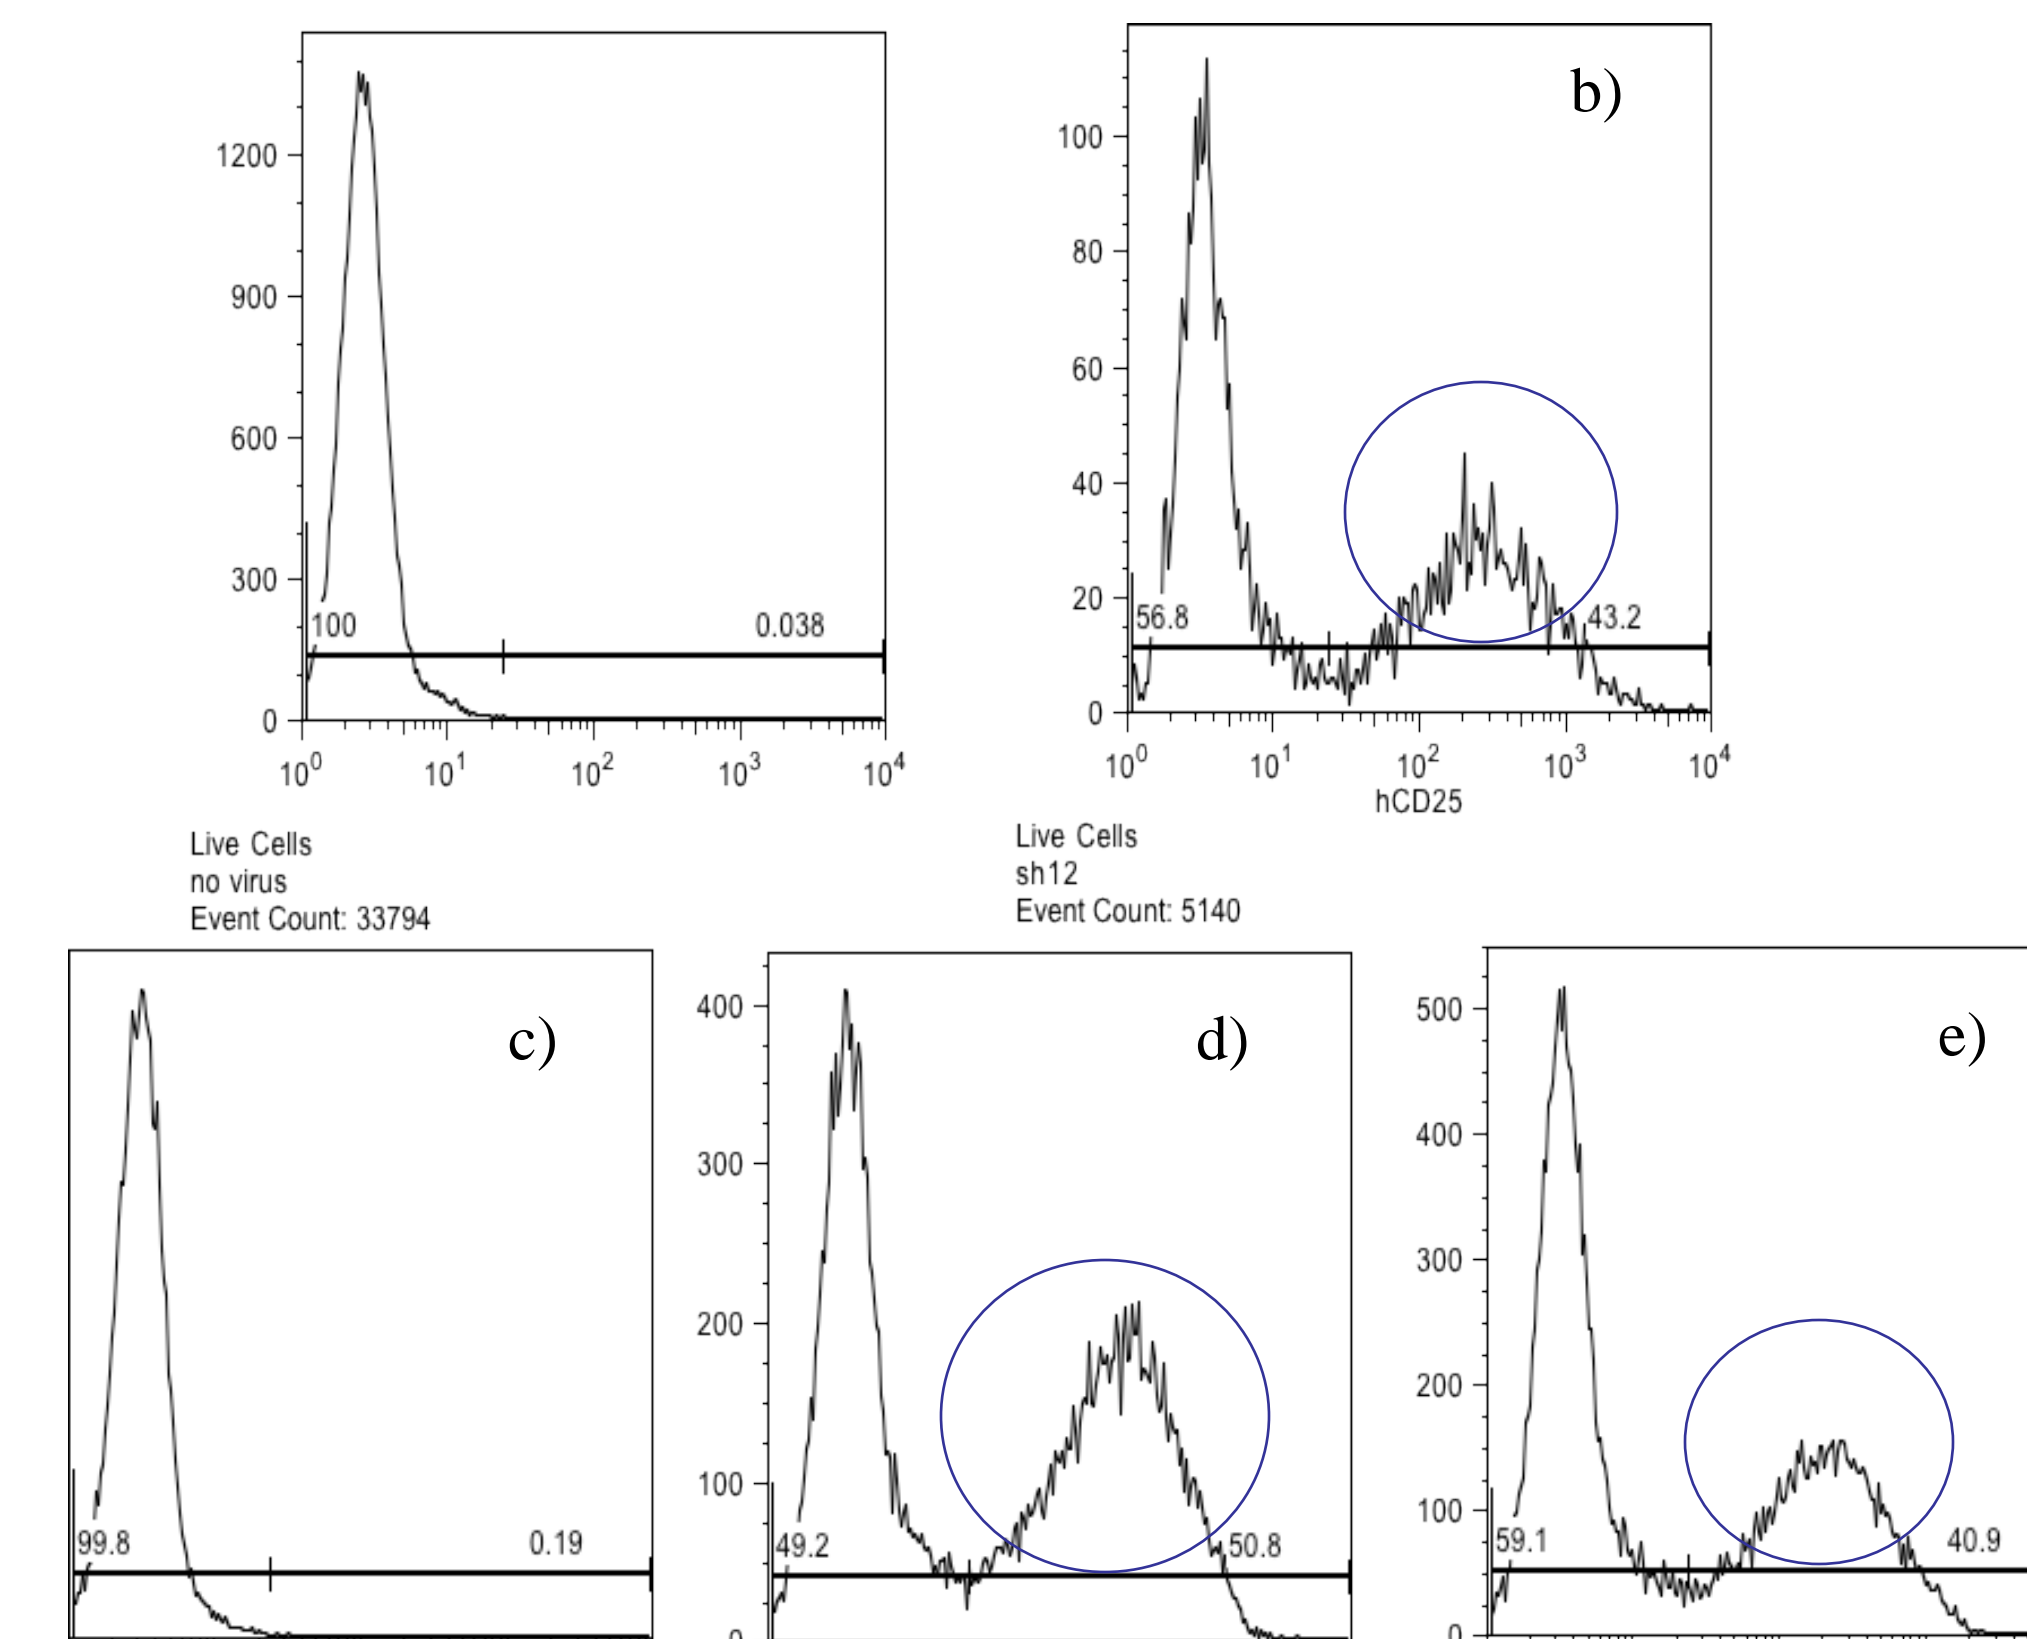 b)
1200
900
600
300
0
100
0.038
10^0 10^1 10^2 10^3 10^4
Live Cells
no virus
Event Count: 33794
100
80
60
40
20
0
56.8
43.2
10^0 10^1 10^2 10^3 10^4
hCD25
Live Cells
sh12
Event Count: 5140
c)
99.8
0.19
d)
400
300
200
100
49.2
50.8
0
e)
500
400
300
200
100
59.1
40.9
0